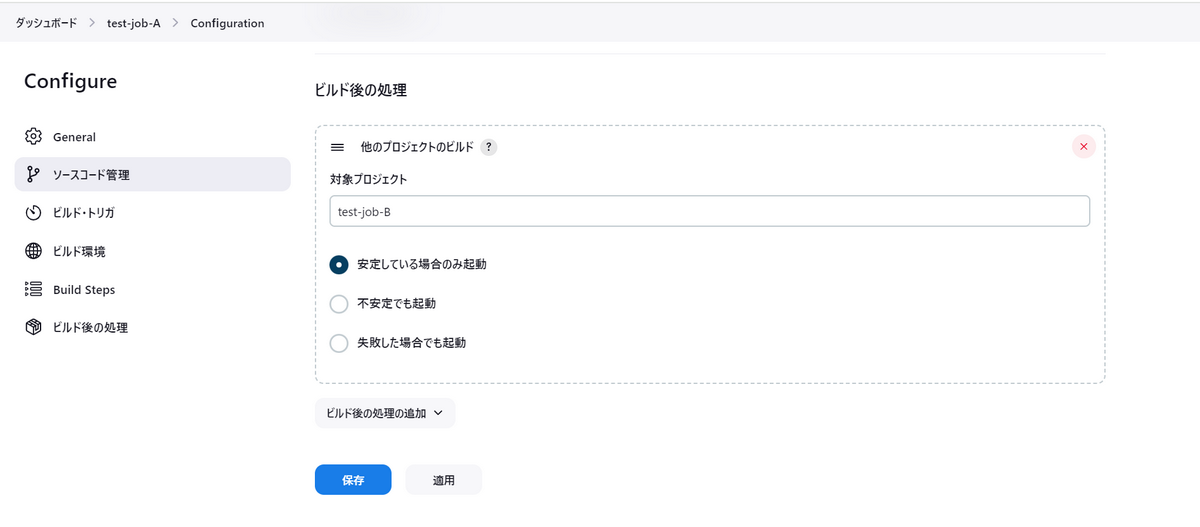 ダッシュボード > test-job-A > Configuration
Configure
General
ソースコード管理
ビルド・トリガ
ビルド環境
Build Steps
ビルド後の処理
ビルド後の処理
他のプロジェクトのビルド ?
対象プロジェクト
test-job-B
安定している場合のみ起動
不安定でも起動
失敗した場合でも起動
ビルド後の処理の追加
保存 適用